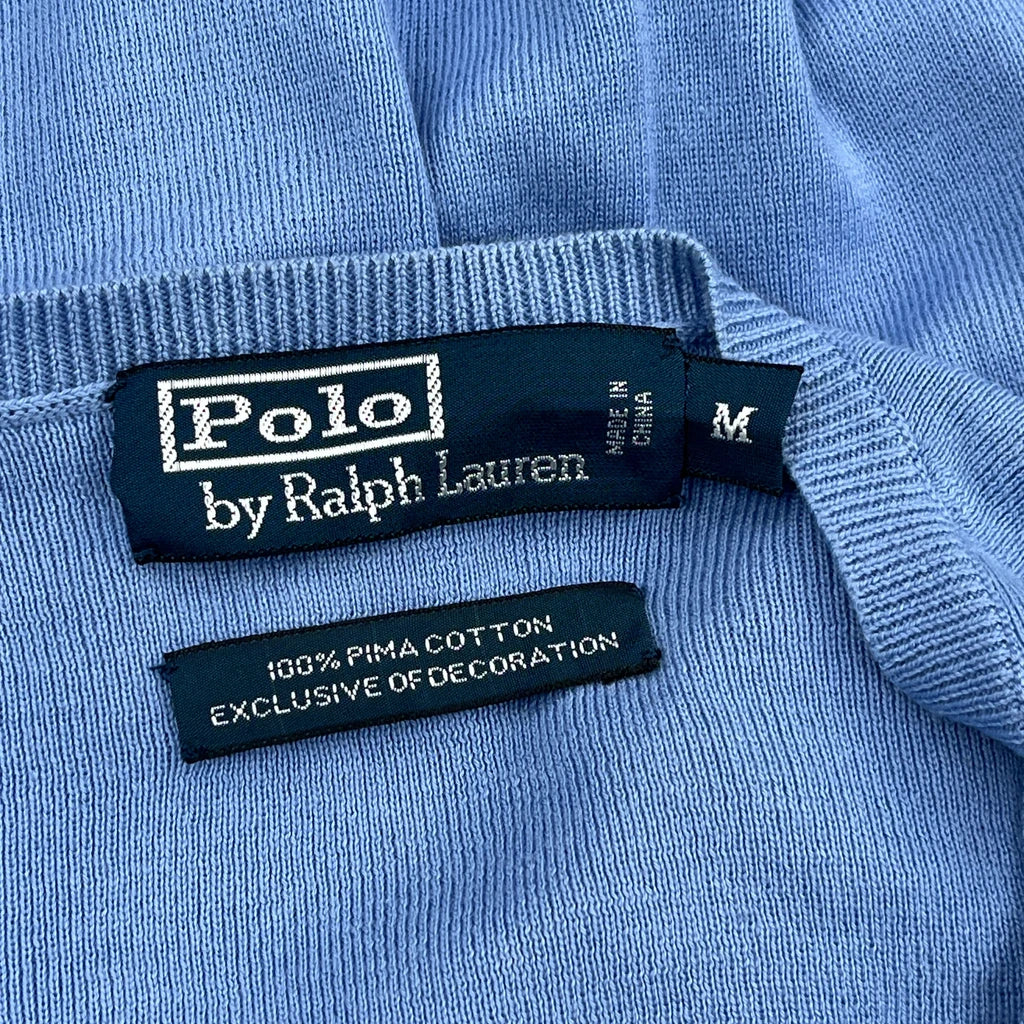 Polo
by Ralph Lauren
MADE IN
CHINA
M
100% PIMA COTTON
EXCLUSIVE OF DECORATION